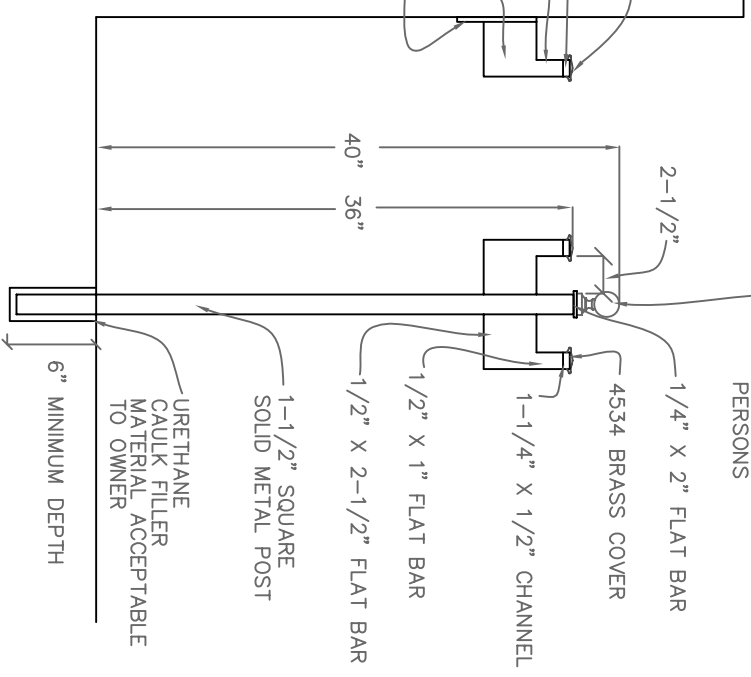 PERSONS
1/4" X 2" FLAT BAR
4534 BRASS COVER
1-1/4" X 1/2" CHANNEL
1/2" X 1" FLAT BAR
1/2" X 2-1/2" FLAT BAR
1-1/2" SQUARE
SOLID METAL POST
URETHANE
CAULK FILLER
MATERIAL ACCEPTABLE
TO OWNER
6" MINIMUM DEPTH
2-1/2"
36"
40"